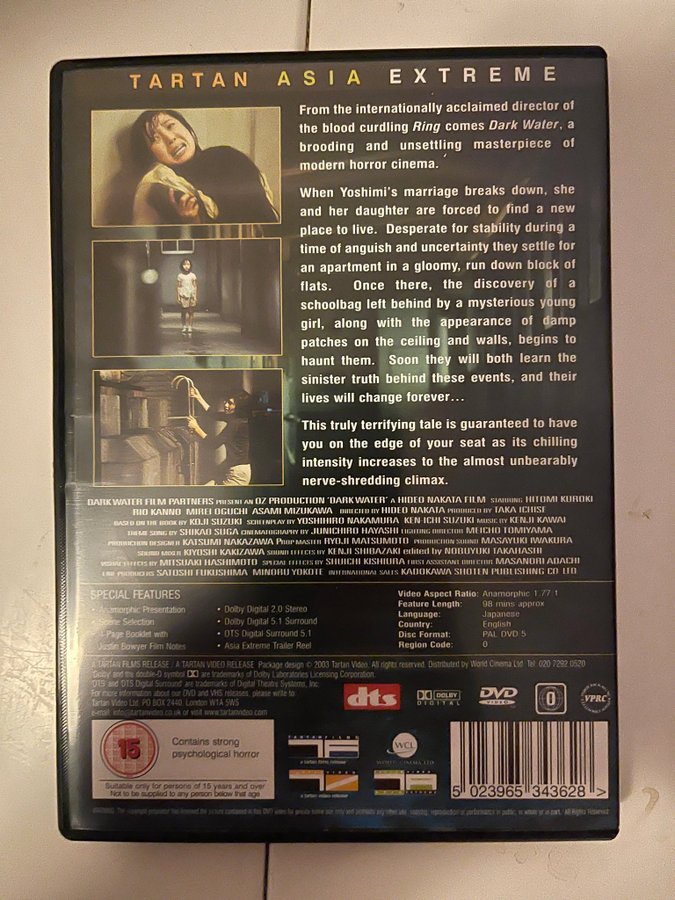 TARTAN ASIA EXTREME
From the internationally acclaimed director of
the blood curdling Ring comes Dark Water, a
brooding and unsettling masterpiece of
modern horror cinema.
When Yoshimi's marriage breaks down, she
and her daughter are forced to find a new
place to live. Desperate for stability during a
time of anguish and uncertainty they settle for
an apartment in a gloomy, run down block of
flats. Once there, the discovery of a
schoolbag left behind by a mysterious young
girl, along with the appearance of damp
patches on the ceiling and walls, begins to
haunt them. Soon they will both learn the
sinister truth behind these events, and their
lives will change forever...
This truly terrifying tale is guaranteed to have
you on the edge of your seat as its chilling
intensity increases to the almost unbearably
nerve-shredding climax.
DARK WATER FILM PARTNERS PRESENT AN OZ PRODUCTION 'DARK WATER' A HIDEO NAKATA FILM STARRING HITOMI KUROKI
RIO KANNO MIREI OGUCHI ASAMI MIZUKAWA DIRECTED BY HIDEO NAKATA PRODUCED BY TAKA ICHISE
BASED ON THE BOOK BY KOJI SUZUKI SCREENPLAY BY YOSHIHIRO NAKAMURA KEN ICHI SUZUKI MUSIC BY KENJI KAWAI
THEME SONG BY SHIKAO SUGA CINEMATOGRAPHY BY JUNICHIRO HAYASHI LIGHTING DIRECTOR MEICHO TOMIYAMA
PRODUCTION DESIGNER KATSUMI NAKAZAWA PROP MASTER RYOJI MATSUMOTO PRODUCTION SOUND MASAYUKI IWAKURA
SOUND MIXER KIYOSHI KAKIZAWA SOUND EFFECTS BY KENJI SHIBAZAKI edited by NOBUYUKI TAKAHASHI
VISUAL EFFECTS BY MITSUAKI HASHIMOTO SPECIAL EFFECTS BY SHUICHI KISHIURA FIRST ASSISTANT DIRECTOR MASANORI ADACHI
LINE PRODUCERS SATOSHI FUKUSHIMA MINORU YOKOTE INTERNATIONAL SALES KADOKAWA SHOTEN PUBLISHING CO LTD
SPECIAL FEATURES
• Anamorphic Presentation
• Scene Selection
-Page Booklet with
Justin Bowyer Film Notes
• Dolby Digital 2.0 Stereo
• Dolby Digital 5.1 Surround
• DTS Digital Surround 5.1
• Asia Extreme Trailer Reel
Video Aspect Ratio: Anamorphic 1.77:1
Feature Length: 98 mins approx
Language: Japanese
Country: English
Disc Format: PAL DVD 5
Region Code: 0
A TARTAN FILMS RELEASE / A TARTAN VIDEO RELEASE Package design © 2003 Tartan Video. All rights reserved. Distributed by World Cinema Ltd Tel: 020 7292 0520
'Dolby' and the double-D symbol are trademarks of Dolby Laboratories Licensing Corporation.
'DTS' and 'DTS Digital Surround' are trademarks of Digital Theatre Systems, Inc.
For more information about our DVD and VHS releases, please write to
Tartan Video Ltd. PO BOX 2440, London W1A 5WS
e-mail: info@tartanvideo.co.uk or visit www.tartanvideo.com
dts
DOLBY
DIGITAL
DVD
VIDEO
0
VPRC
15
Contains strong
psychological horror
Suitable only for persons of 15 years and over
Not to be supplied to any person below that age
TARTAN FILMS
a tartan films release
a tartan video release
WCL
WORLD CINEMA LTD
5 023965 343628 >